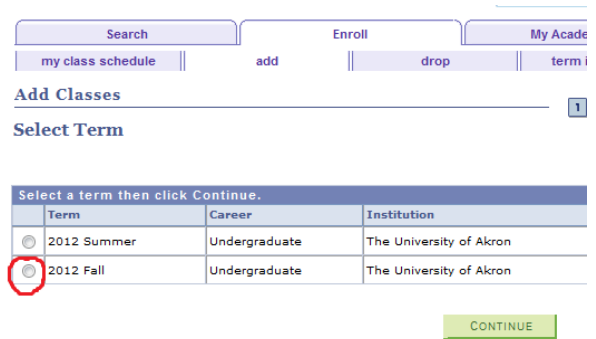 Search Enroll My Acade
my class schedule add drop term i
Add Classes
1
Select Term
Select a term then click Continue.
Term Career Institution
2012 Summer Undergraduate The University of Akron
2012 Fall Undergraduate The University of Akron
CONTINUE